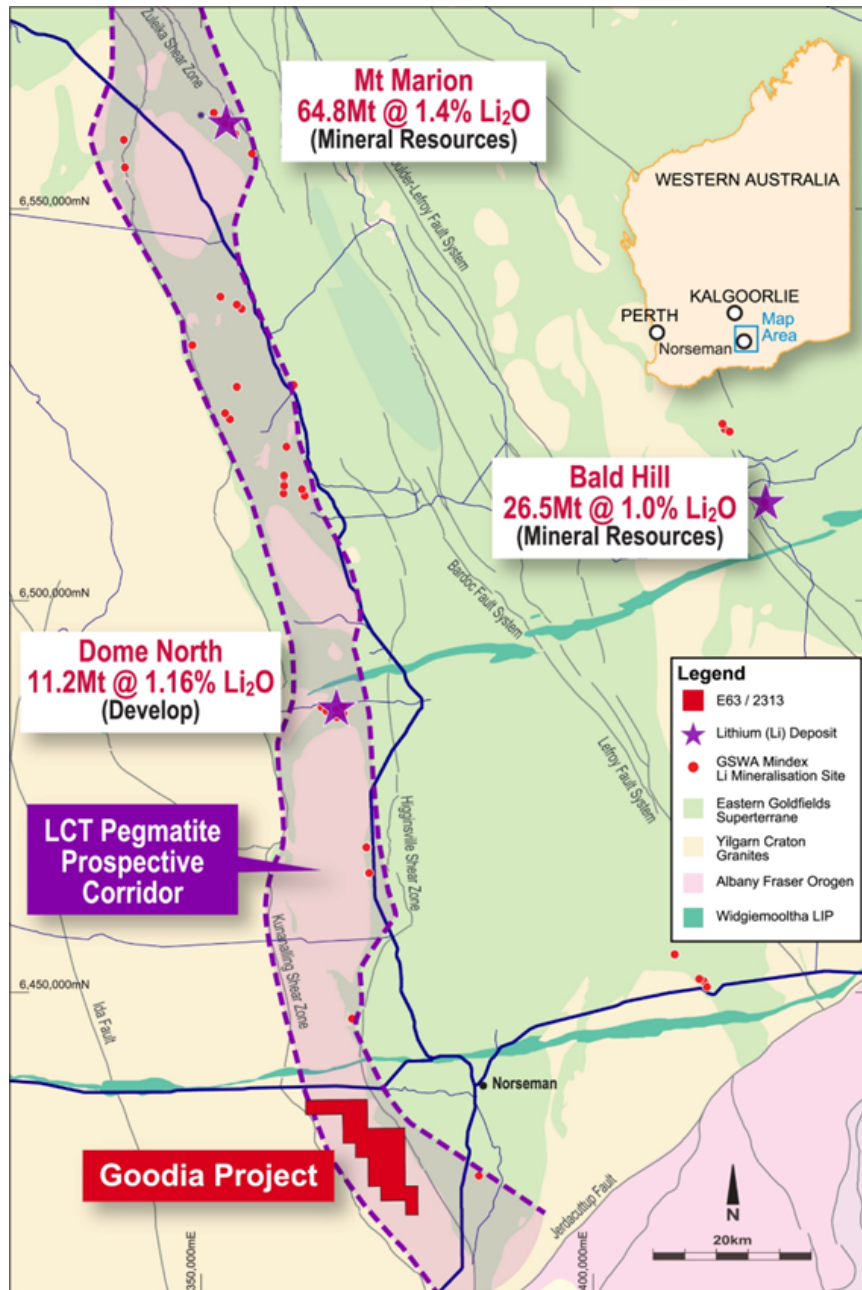 Zuleika Shear Zone
Mt Marion
64.8Mt @ 1.4% Li₂O
(Mineral Resources)
WESTERN AUSTRALIA
KALGOORLIE
PERTH
Map
Area
Norseman
6,550,000mN
Boulder-Lefroy Fault System
Bald Hill
26.5Mt @ 1.0% Li₂O
(Mineral Resources)
Bardoc Fault System
6,500,000mN
Dome North
11.2Mt @ 1.16% Li₂O
(Develop)
Lefroy Fault System
Legend
E63 / 2313
Lithium (Li) Deposit
GSWA Mindex
Li Mineralisation Site
Eastern Goldfields
Superterrane
Yilgarn Craton
Granites
Albany Fraser Orogen
Widgiemooltha LIP
LCT Pegmatite
Prospective
Corridor
Higginsville Shear Zone
Kunanalling Shear Zone
6,450,000mN
Ida Fault
Norseman
Goodia Project
Jerdacuttup Fault
N
20km
350,000mE
400,000mE